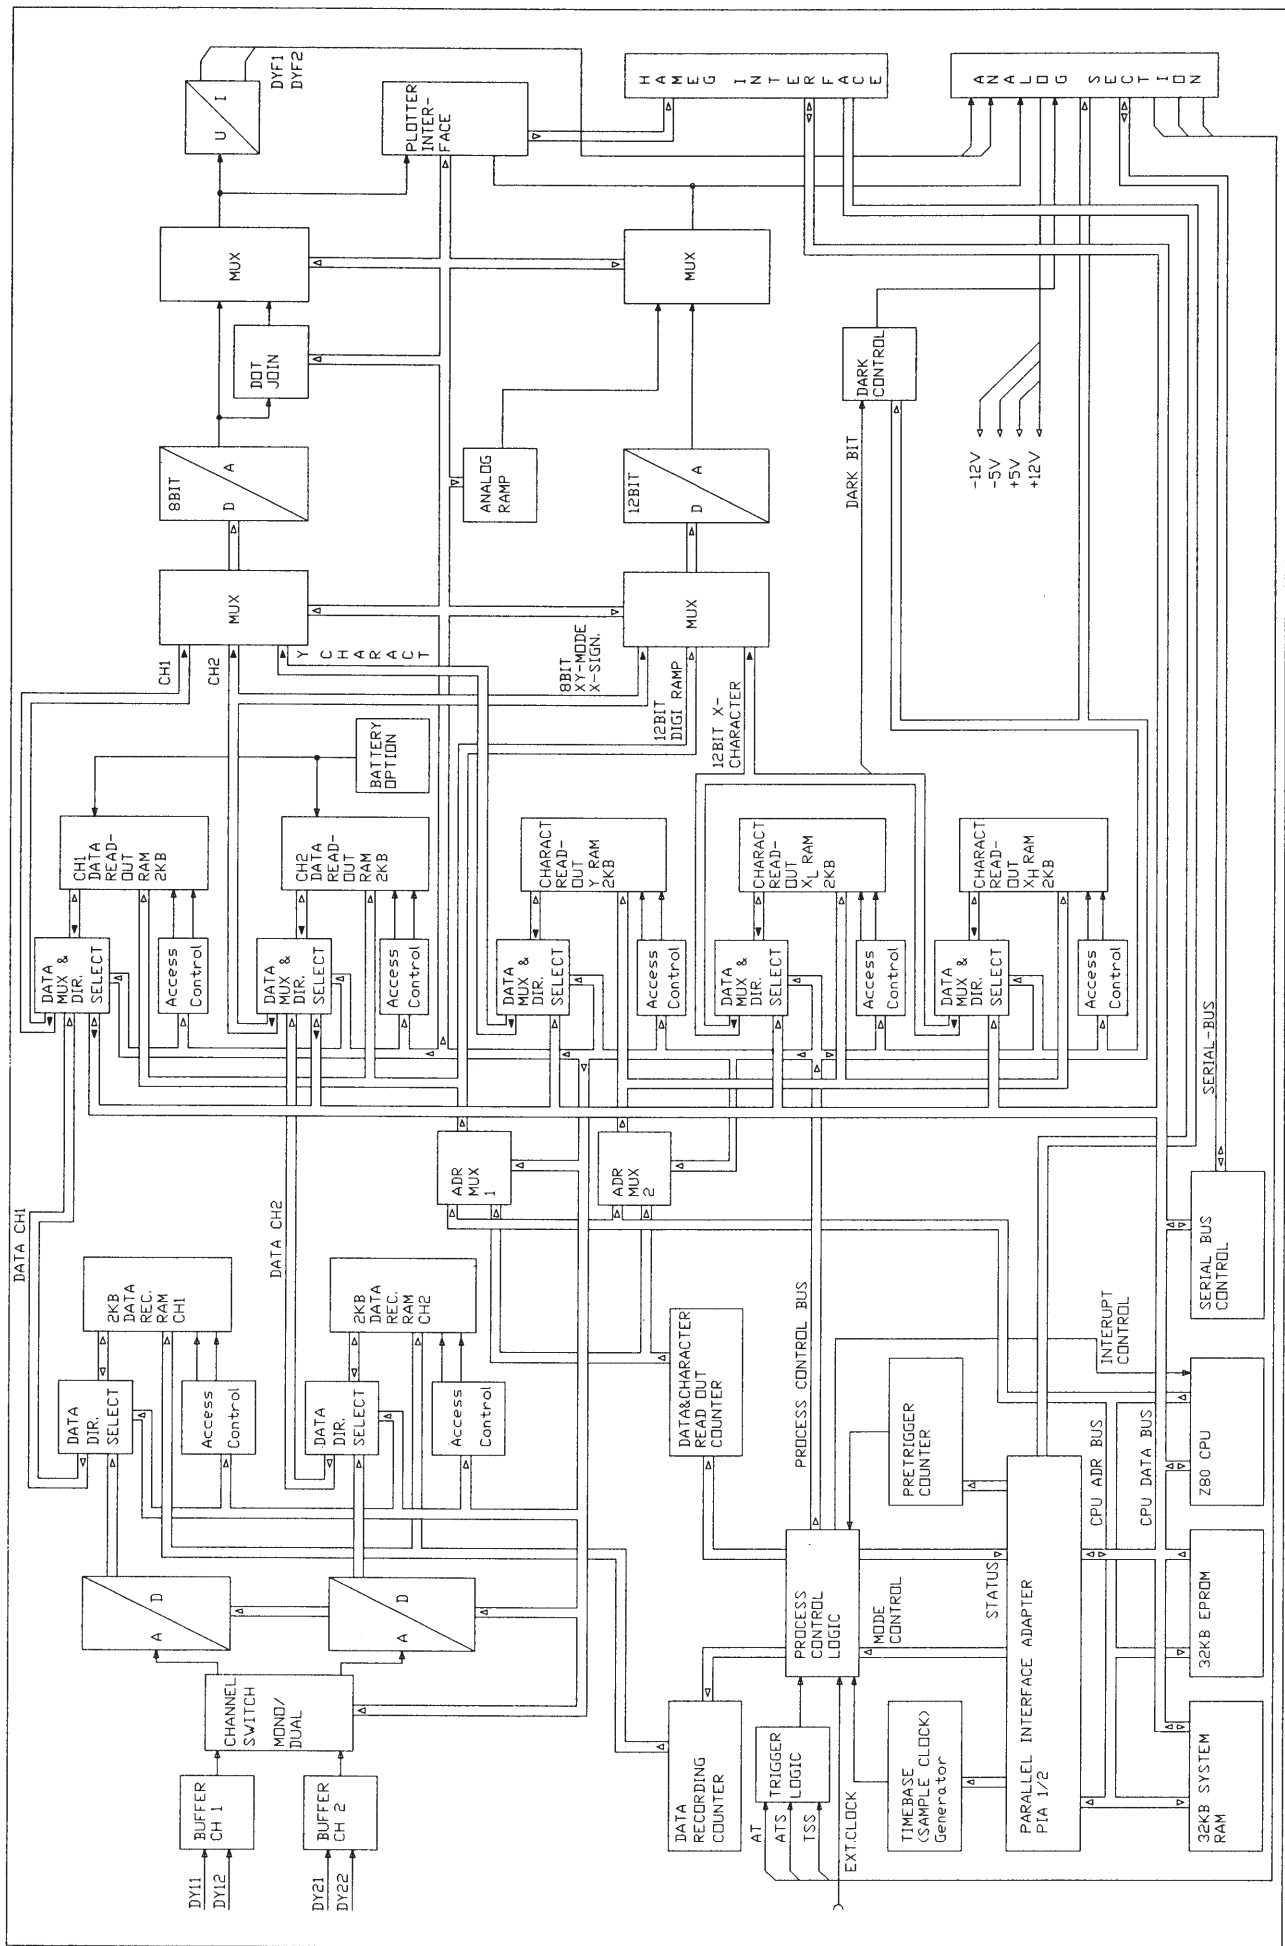 DY11
DY12
DY21
DY22
BUFFER
CH 1
BUFFER
CH 2
CHANNEL
SWITCH
MONO/
DUAL
A
D
A
D
DATA CH1
DATA
DIR.
SELECT
Access
Control
2KB
DATA
REC.
RAM
CH1
DATA CH2
DATA
DIR.
SELECT
Access
Control
2KB
DATA
REC.
RAM
CH2
DATA
MUX &
DIR.
SELECT
Access
Control
CH1
DATA
READ-
OUT
RAM
2KB
DATA
MUX &
DIR.
SELECT
Access
Control
CH2
DATA
READ-
OUT
RAM
2KB
BATTERY
OPTION
CH1
CH2
Y CHARACT
MUX
8BIT
D
A
DOT
JOIN
MUX
U
I
DYF1
DYF2
PLOTTER
INTER-
FACE
ANALOG
RAMP
ADR
MUX
1
ADR
MUX
2
DATA
MUX &
DIR.
SELECT
Access
Control
CHARACT
READ-
OUT
Y RAM
2KB
8BIT
XY-MODE
X-SIGN.
12BIT
DIGI RAMP
12BIT X-
CHARACTER
MUX
12BIT
D
A
MUX
HAMEG INTERFACE
DATA
RECORDING
COUNTER
DATA&CHARACTER
READ OUT
COUNTER
AT
ATS
TSS
TRIGGER
LOGIC
EXT.CLOCK
PROCESS
CONTROL
LOGIC
PROCESS CONTROL BUS
DATA
MUX &
DIR.
SELECT
Access
Control
CHARACT
READ-
OUT
XL RAM
2KB
DARK BIT
DARK
CONTROL
TIMEBASE
(SAMPLE CLOCK)
Generator
MODE
CONTROL
PRETRIGGER
COUNTER
STATUS
DATA
MUX &
DIR.
SELECT
Access
Control
CHARACT
READ-
OUT
XH RAM
2KB
-12V
-5V
+5V
+12V
ANALOG SECTION
PARALLEL INTERFACE ADAPTER
PIA 1/2
CPU ADR BUS
INTERUPT
CONTROL
CPU DATA BUS
32KB SYSTEM
RAM
32KB EPROM
Z80 CPU
SERIAL BUS
CONTROL
SERIAL-BUS